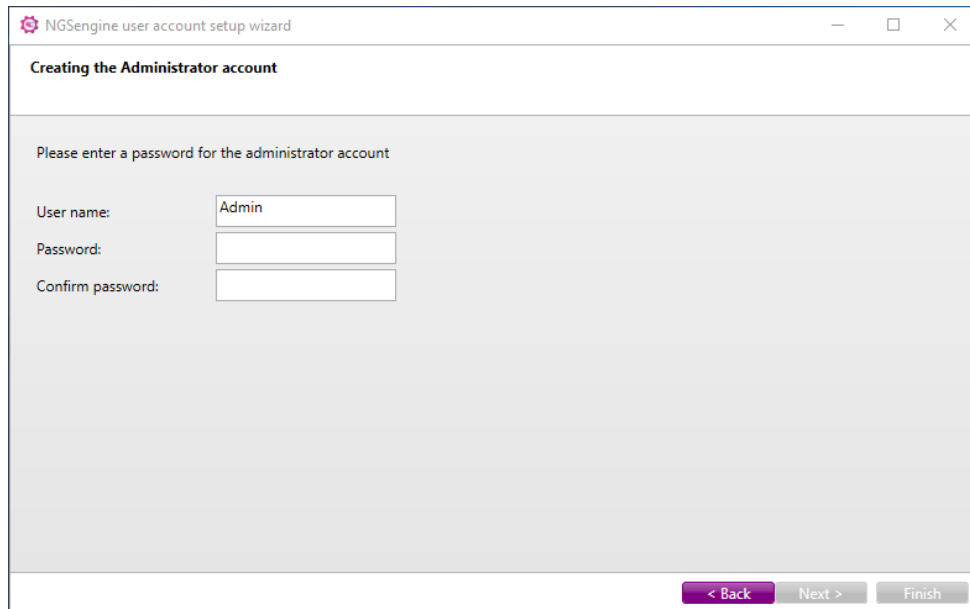 NGSengine user account setup wizard
Creating the Administrator account
Please enter a password for the administrator account
User name: Admin
Password:
Confirm password:
< Back Next > Finish